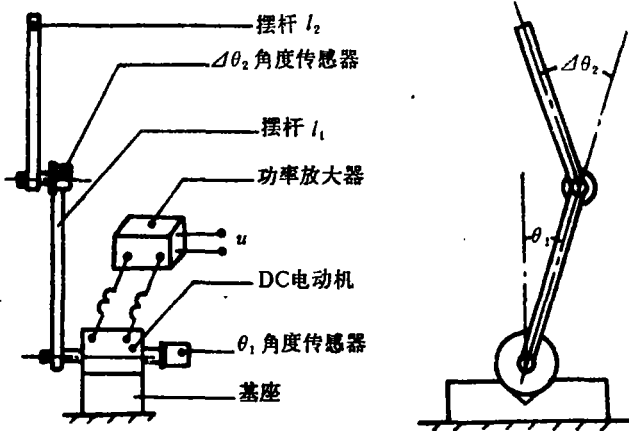 摆杆 l₂
Δθ₂ 角度传感器
摆杆 l₁
功率放大器
u
DC电动机
θ₁ 角度传感器
基座
Δθ₂
θ₁